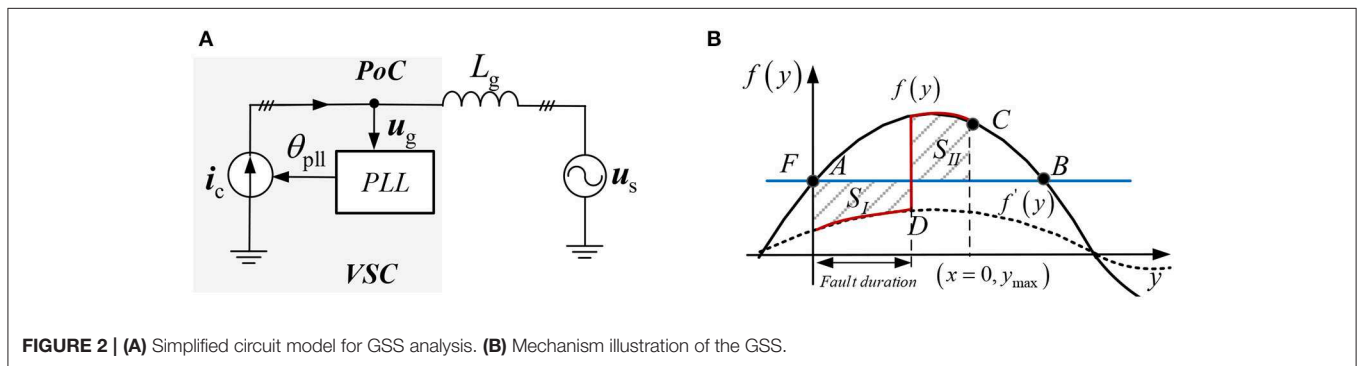 A
PoC
L_g
u_g
θ_pll
PLL
i_c
u_s
VSC
B
f(y)
f(y)
C
S_II
F
A
B
S_I
D
f'(y)
Fault duration
(x = 0, y_max)
y
FIGURE 2 | (A) Simplified circuit model for GSS analysis. (B) Mechanism illustration of the GSS.